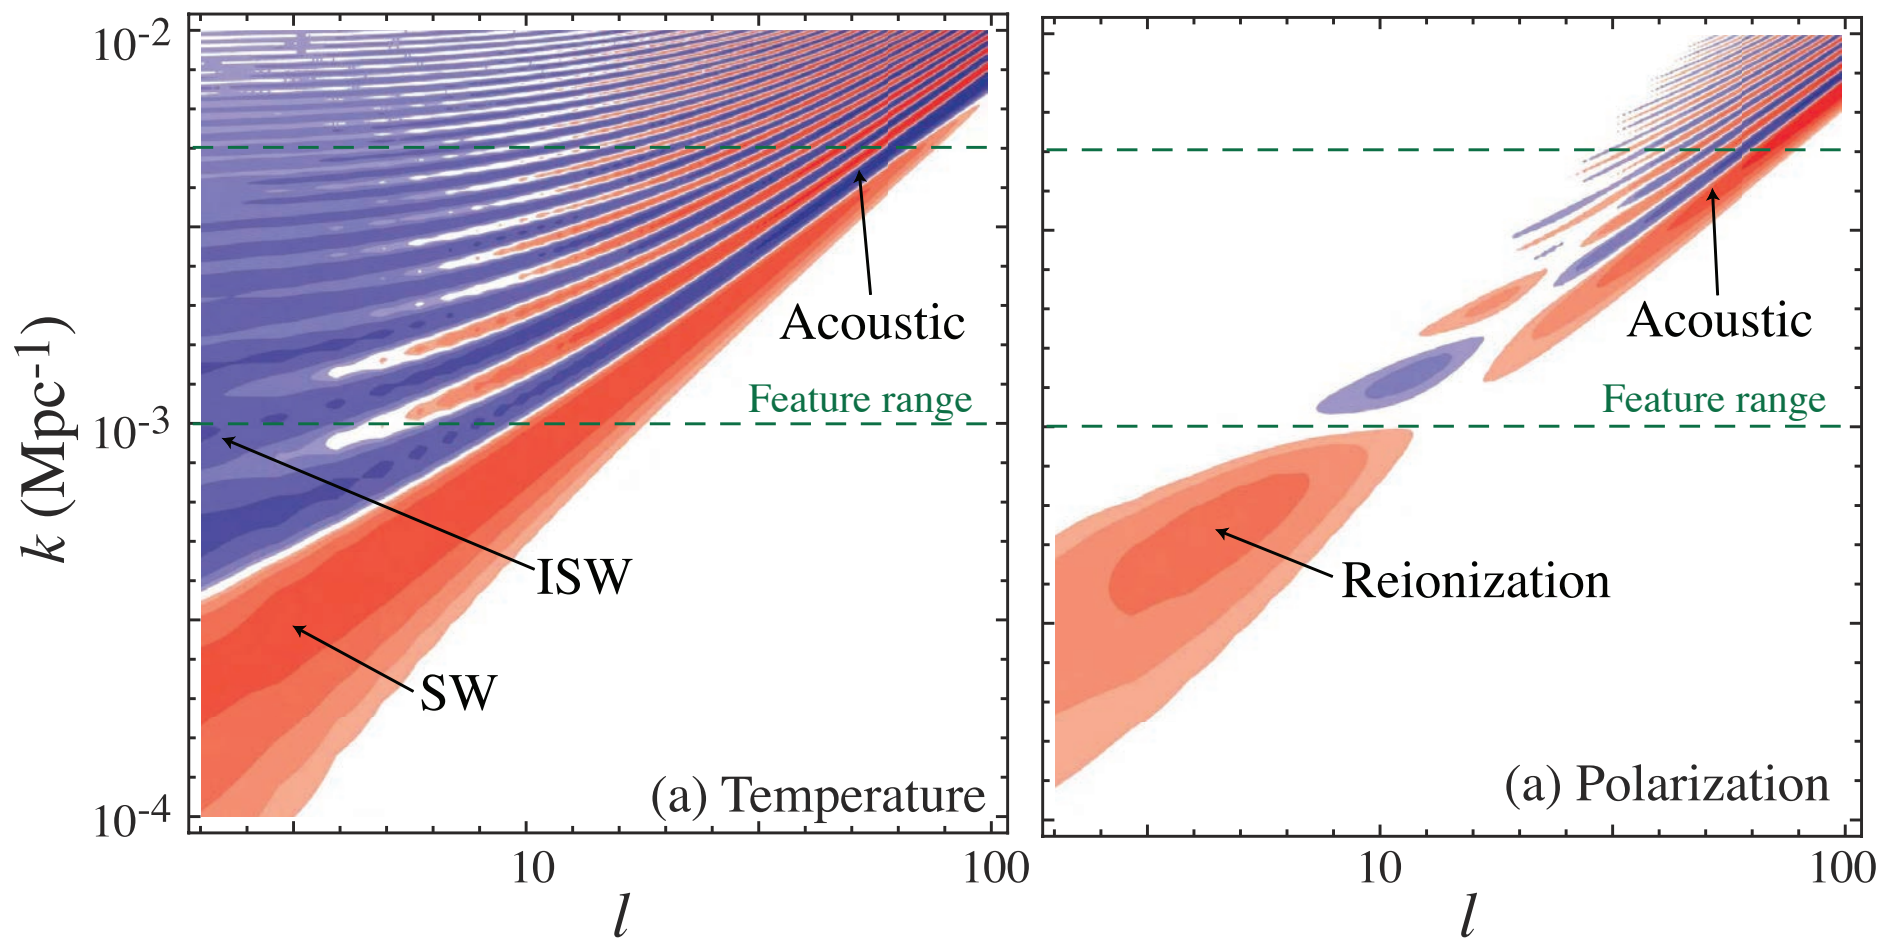 10-2
10-3
10-4
k (Mpc-1)
Acoustic
Feature range
ISW
SW
(a) Temperature
10
100
l
Acoustic
Feature range
Reionization
(a) Polarization
10
100
l